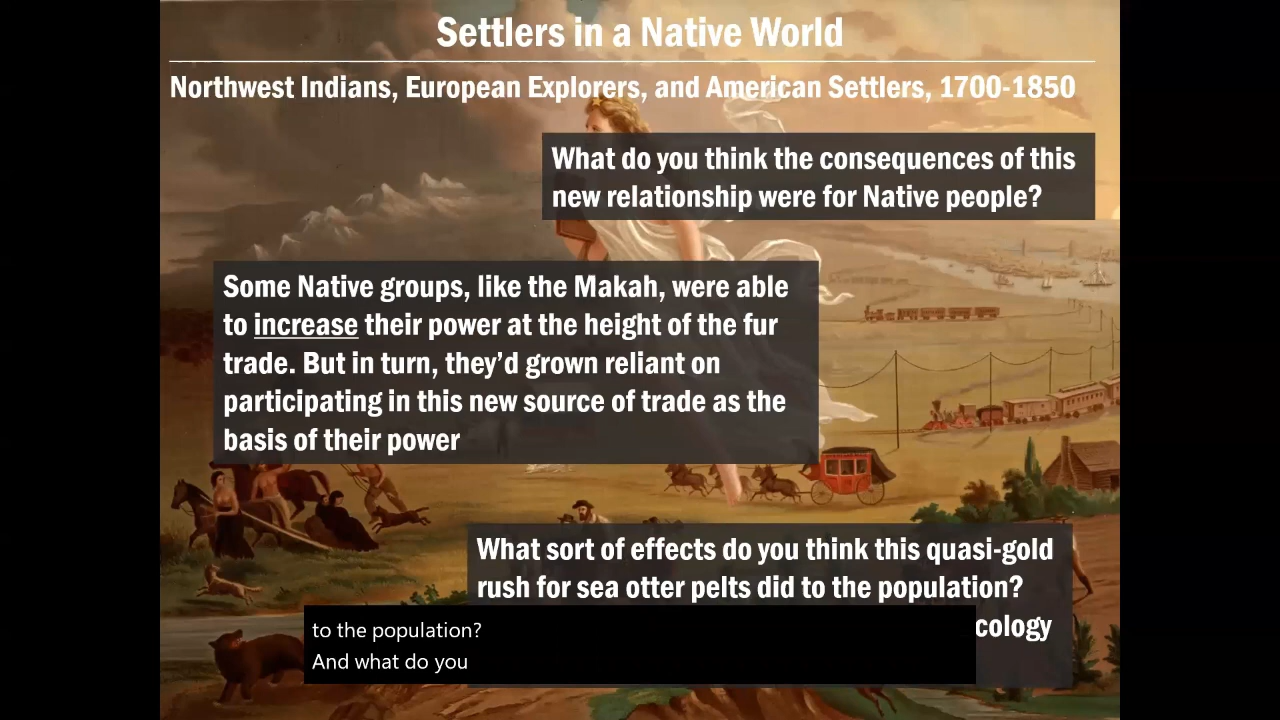 Settlers in a Native World
Northwest Indians, European Explorers, and American Settlers, 1700-1850
What do you think the consequences of this
new relationship were for Native people?
Some Native groups, like the Makah, were able
to increase their power at the height of the fur
trade. But in turn, they’d grown reliant on
participating in this new source of trade as the
basis of their power
What sort of effects do you think this quasi-gold
rush for sea otter pelts did to the population?
to the population?
And what do you